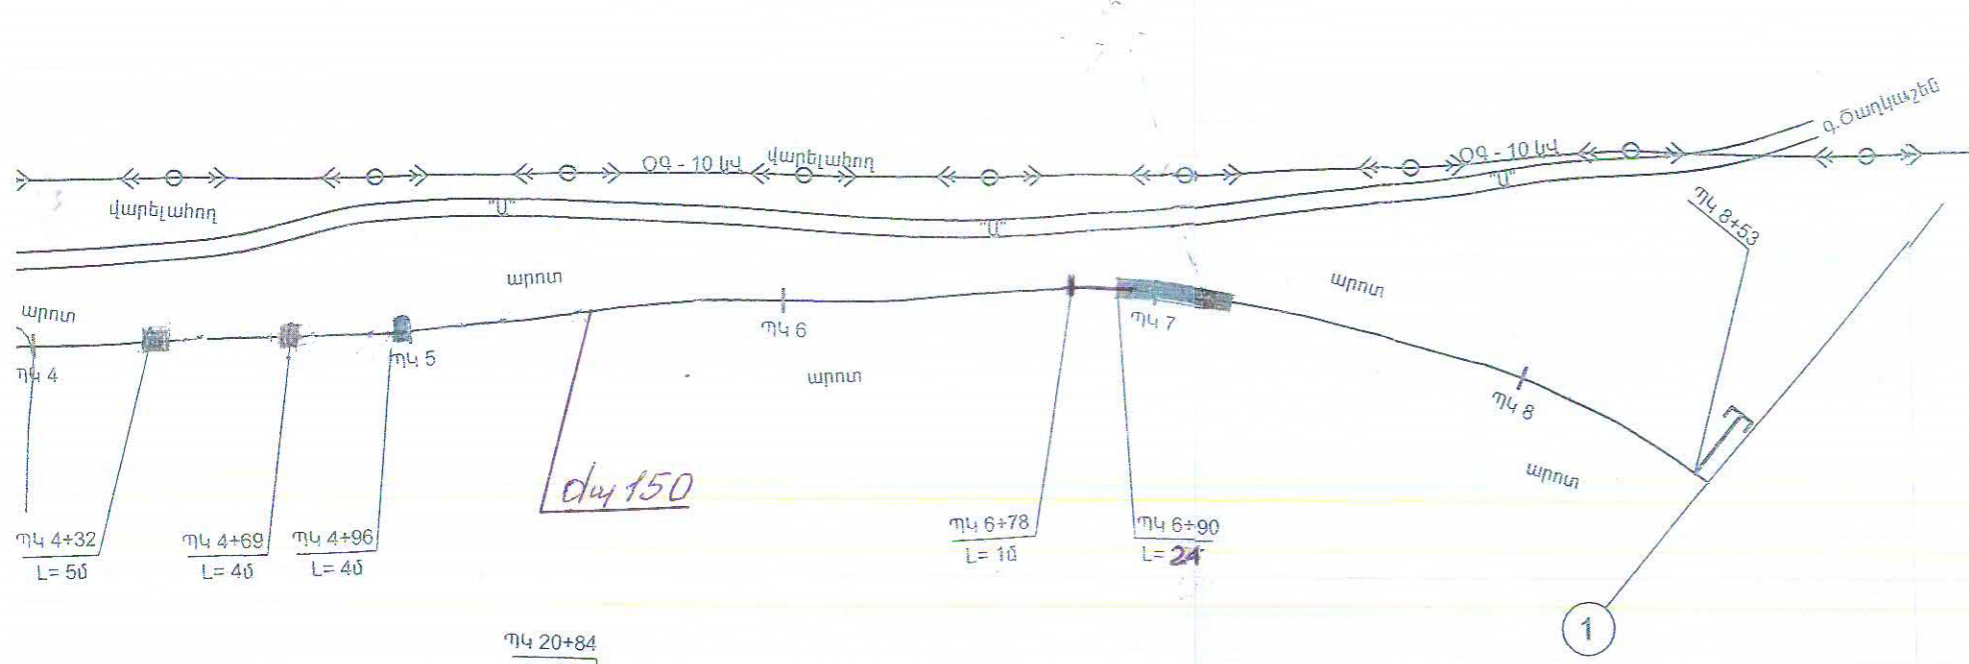 գ.Ծաղկաշեն
ՕԳ - 10 կՎ վարելահող
ՕԳ - 10 կՎ
վարելահող
"Ա"
"Ա"
"Ա"
ՊԿ 8+53
արոտ
արոտ
արոտ
ՊԿ 4
ՊԿ 5
ՊԿ 6
ՊԿ 7
արոտ
ՊԿ 8
արոտ
150
ՊԿ 4+32
L= 5մ
ՊԿ 4+69
L= 4մ
ՊԿ 4+96
L= 4մ
ՊԿ 6+78
L= 1մ
ՊԿ 6+90
L= 24
1
ՊԿ 20+84